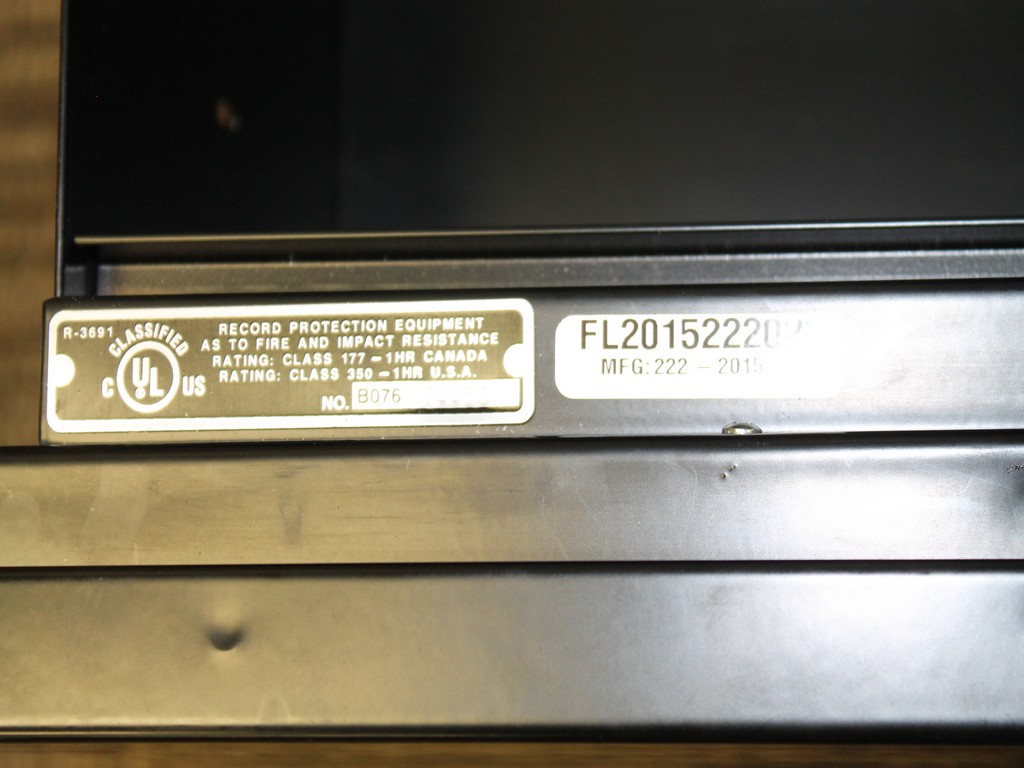 R-3691
CLASSIFIED
C UL US
RECORD PROTECTION EQUIPMENT
AS TO FIRE AND IMPACT RESISTANCE
RATING: CLASS 177 – 1HR CANADA
RATING: CLASS 350 – 1HR U.S.A.
NO. B076
MFG: 222 – 2015